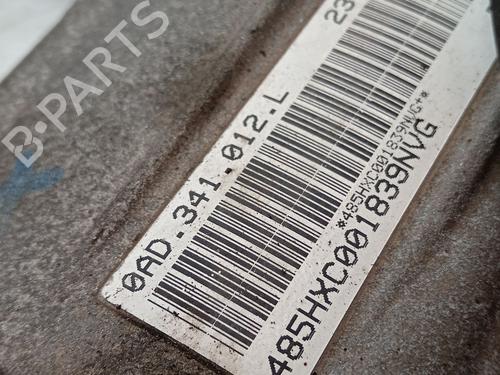 B-PARTS
23
0AD.341.012.L
*485HXC001839NVG+*
485HXC001839NVG